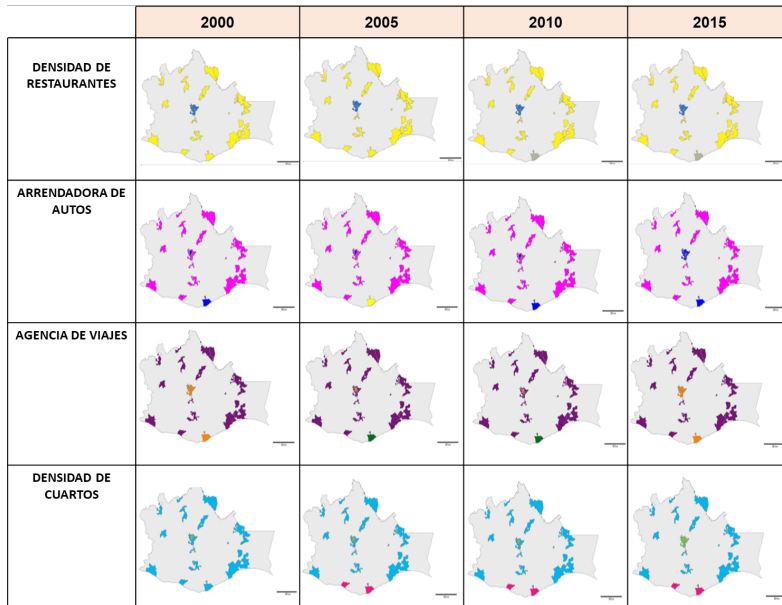 2000 2005 2010 2015
DENSIDAD DE
RESTAURANTES
ARRENDADORA DE
AUTOS
AGENCIA DE VIAJES
DENSIDAD DE
CUARTOS